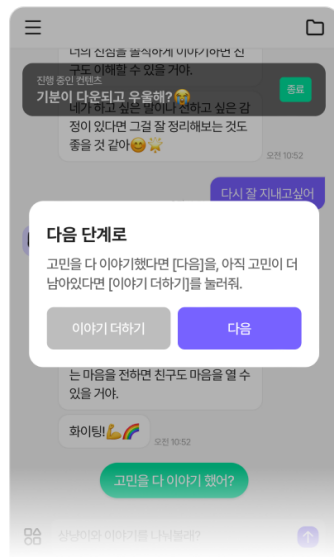 너의 진심을 솔직하게 이야기하면 친
구도 이해할 수 있을 거야.
진행 중인 컨텐츠
기분이 다운되고 우울해?😭
종료
네가 하고 싶은 말이나 전하고 싶은 감
정이 있다면 그걸 잘 정리해보는 것도
좋을 것 같아😊🌟
오전 10:52
다시 잘 지내고싶어
다음 단계로
고민을 다 이야기했다면 [다음]을, 아직 고민이 더
남아있다면 [이야기 더하기]를 눌러줘.
이야기 더하기
다음
는 마음을 전하면 친구도 마음을 열 수
있을 거야.
화이팅!💪🌈
오전 10:52
고민을 다 이야기 했어?
상냥이와 이야기를 나눠볼래?